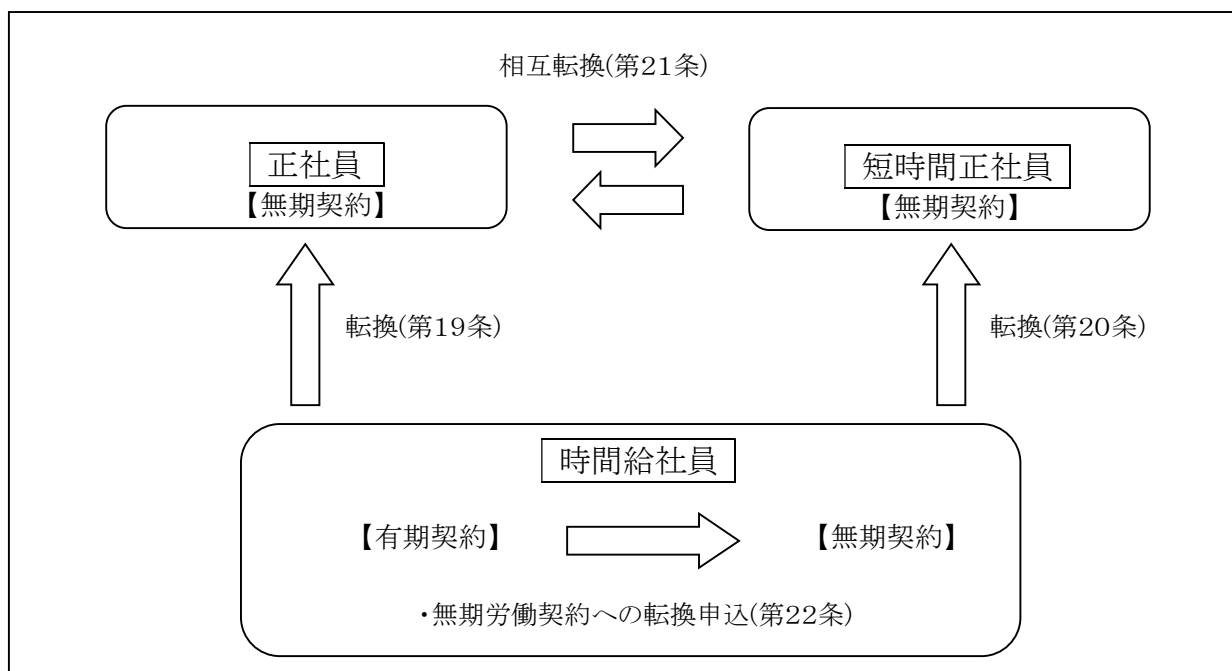 相互転換(第21条)
正社員
【無期契約】
短時間正社員
【無期契約】
転換(第19条)
転換(第20条)
時間給社員
【有期契約】
【無期契約】
・無期労働契約への転換申込(第22条)